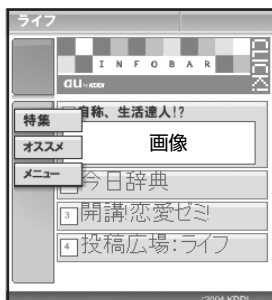 ライフ
INFOBAR
au by KDDI
CLICK!
自称、生活達人!?
特集
オススメ
メニュー
画像
今日辞典
3 開講!恋愛ゼミ!
4 投稿広場:ライフ
2004 KDDI